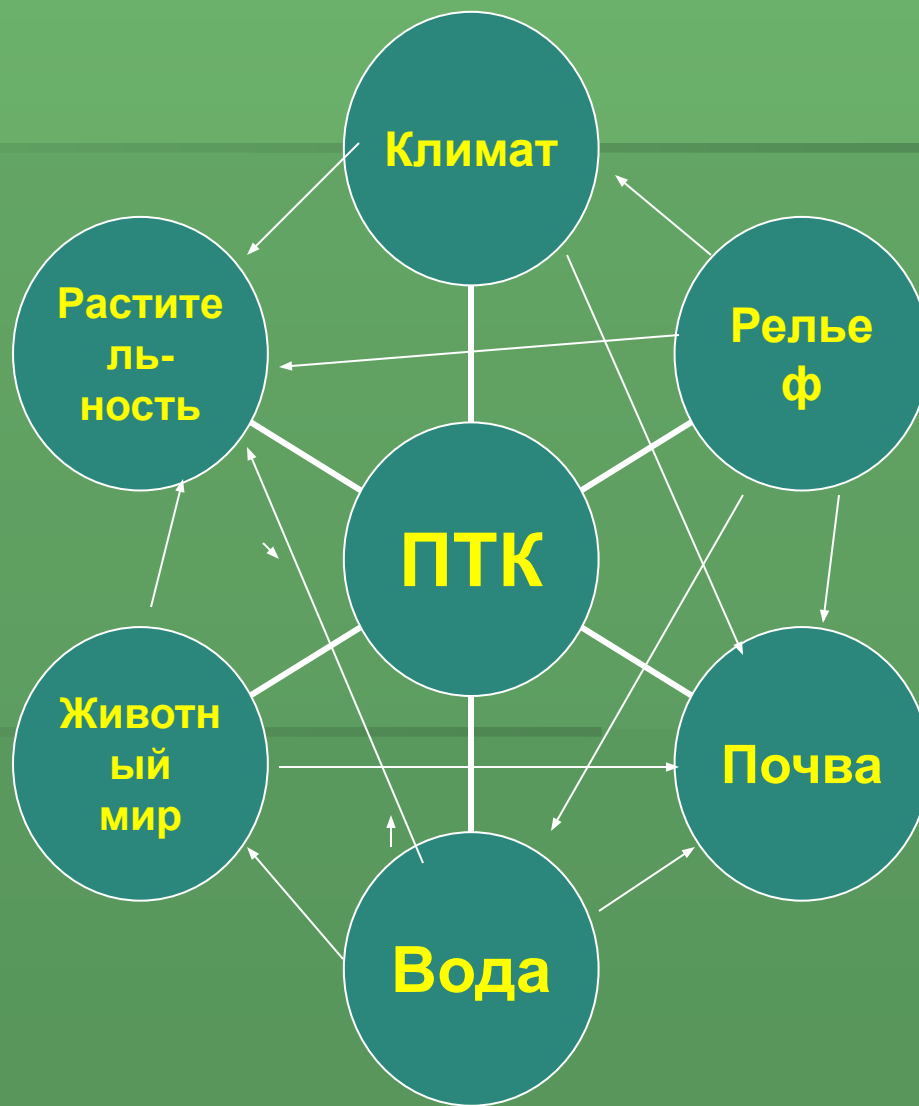 Климат
Растите
ль-
ность
Релье
ф
ПТК
Животн
ый
мир
Почва
Вода